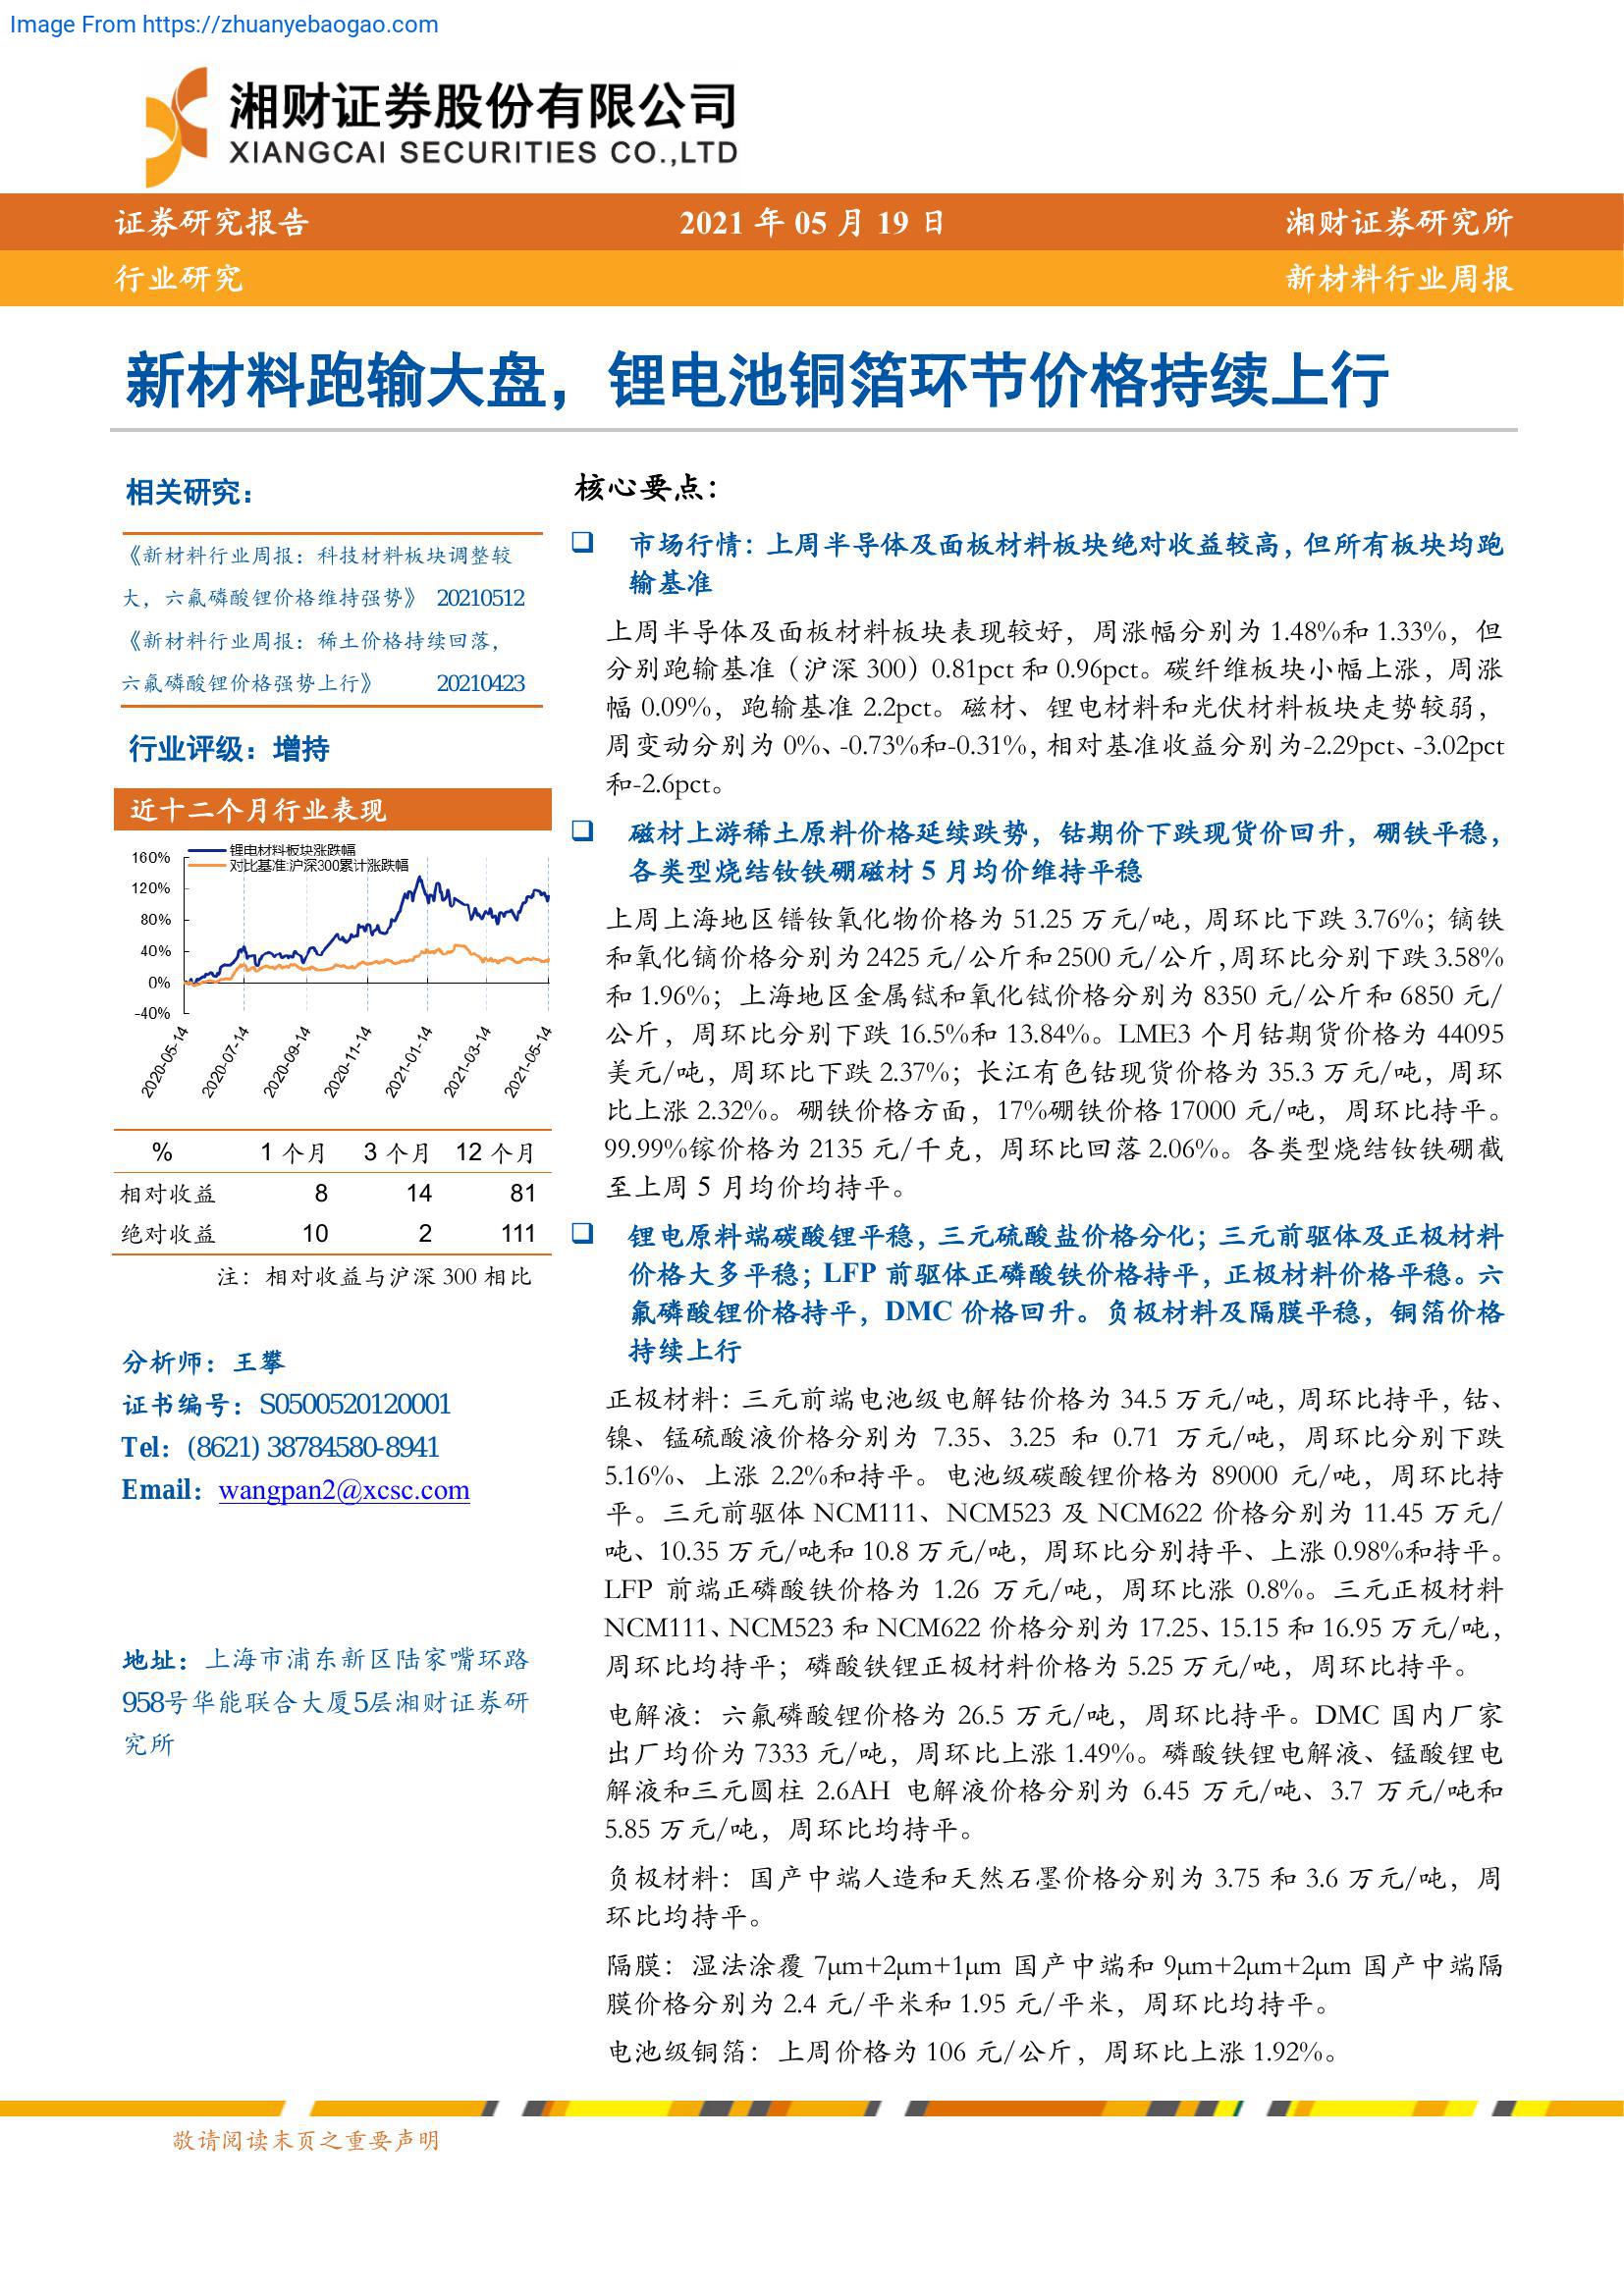 Image From https://zhuanyebaogao.com
湘财证券股份有限公司
XIANGCAI SECURITIES CO.,LTD
证券研究报告
2021 年 05 月 19 日
湘财证券研究所
行业研究
新材料行业周报
新材料跑输大盘，锂电池铜箔环节价格持续上行
相关研究：
《新材料行业周报：科技材料板块调整较
大，六氟磷酸锂价格维持强势》 20210512
《新材料行业周报：稀土价格持续回落，
六氟磷酸锂价格强势上行》 20210423
行业评级：增持
近十二个月行业表现
锂电材料板块涨跌幅
对比基准:沪深300累计涨跌幅
160%
120%
80%
40%
0%
-40%
2020-05-14
2020-07-14
2020-09-14
2020-11-14
2021-01-14
2021-03-14
2021-05-14
% 1 个月 3 个月 12 个月
相对收益 8 14 81
绝对收益 10 2 111
注：相对收益与沪深 300 相比
分析师：王攀
证书编号：S0500520120001
Tel：(8621) 38784580-8941
Email：wangpan2@xcsc.com
地址：上海市浦东新区陆家嘴环路
958号华能联合大厦5层湘财证券研
究所
核心要点：
❑ 市场行情：上周半导体及面板材料板块绝对收益较高，但所有板块均跑
输基准
上周半导体及面板材料板块表现较好，周涨幅分别为 1.48%和 1.33%，但
分别跑输基准（沪深 300）0.81pct 和 0.96pct。碳纤维板块小幅上涨，周涨
幅 0.09%，跑输基准 2.2pct。磁材、锂电材料和光伏材料板块走势较弱，
周变动分别为 0%、-0.73%和-0.31%，相对基准收益分别为-2.29pct、-3.02pct
和-2.6pct。
❑ 磁材上游稀土原料价格延续跌势，钴期价下跌现货价回升，硼铁平稳，
各类型烧结钕铁硼磁材 5 月均价维持平稳
上周上海地区镨钕氧化物价格为 51.25 万元/吨，周环比下跌 3.76%；镝铁
和氧化镝价格分别为 2425 元/公斤和 2500 元/公斤，周环比分别下跌 3.58%
和 1.96%；上海地区金属铽和氧化铽价格分别为 8350 元/公斤和 6850 元/
公斤，周环比分别下跌 16.5%和 13.84%。LME3 个月钴期货价格为 44095
美元/吨，周环比下跌 2.37%；长江有色钴现货价格为 35.3 万元/吨，周环
比上涨 2.32%。硼铁价格方面，17%硼铁价格 17000 元/吨，周环比持平。
99.99%镓价格为 2135 元/千克，周环比回落 2.06%。各类型烧结钕铁硼截
至上周 5 月均价均持平。
❑ 锂电原料端碳酸锂平稳，三元硫酸盐价格分化；三元前驱体及正极材料
价格大多平稳；LFP 前驱体正磷酸铁价格持平，正极材料价格平稳。六
氟磷酸锂价格持平，DMC 价格回升。负极材料及隔膜平稳，铜箔价格
持续上行
正极材料：三元前端电池级电解钴价格为 34.5 万元/吨，周环比持平，钴、
镍、锰硫酸液价格分别为 7.35、3.25 和 0.71 万元/吨，周环比分别下跌
5.16%、上涨 2.2%和持平。电池级碳酸锂价格为 89000 元/吨，周环比持
平。三元前驱体 NCM111、NCM523 及 NCM622 价格分别为 11.45 万元/
吨、10.35 万元/吨和 10.8 万元/吨，周环比分别持平、上涨 0.98%和持平。
LFP 前端正磷酸铁价格为 1.26 万元/吨，周环比涨 0.8%。三元正极材料
NCM111、NCM523 和 NCM622 价格分别为 17.25、15.15 和 16.95 万元/吨，
周环比均持平；磷酸铁锂正极材料价格为 5.25 万元/吨，周环比持平。
电解液：六氟磷酸锂价格为 26.5 万元/吨，周环比持平。DMC 国内厂家
出厂均价为 7333 元/吨，周环比上涨 1.49%。磷酸铁锂电解液、锰酸锂电
解液和三元圆柱 2.6AH 电解液价格分别为 6.45 万元/吨、3.7 万元/吨和
5.85 万元/吨，周环比均持平。
负极材料：国产中端人造和天然石墨价格分别为 3.75 和 3.6 万元/吨，周
环比均持平。
隔膜：湿法涂覆 7μm+2μm+1μm 国产中端和 9μm+2μm+2μm 国产中端隔
膜价格分别为 2.4 元/平米和 1.95 元/平米，周环比均持平。
电池级铜箔：上周价格为 106 元/公斤，周环比上涨 1.92%。
敬请阅读末页之重要声明